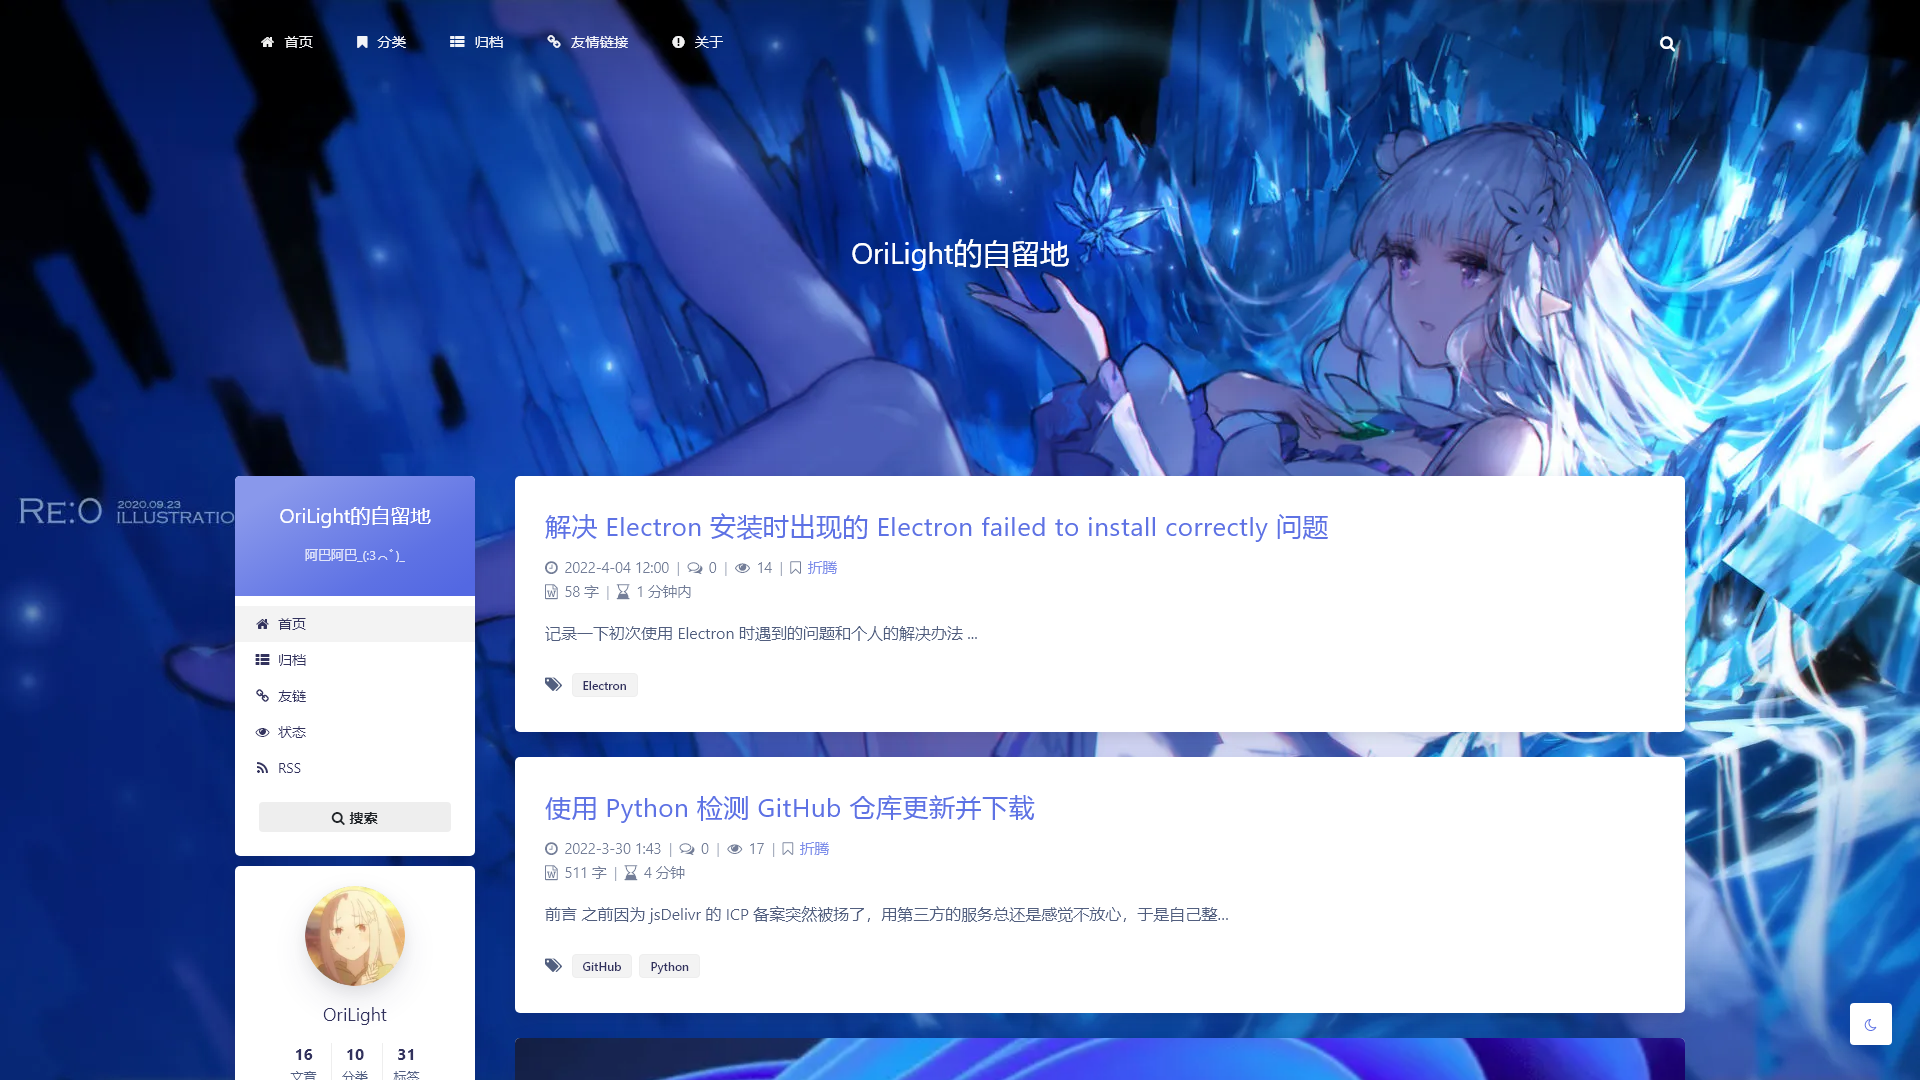 首页
分类
归档
友情链接
关于
OriLight的自留地
RE:O
2020.09.23
ILLUSTRATIO
OriLight的自留地
阿巴阿巴_(:3⌒ﾞ)_
首页
归档
友链
状态
RSS
搜索
OriLight
16 10 31
文章 分类 标签
解决 Electron 安装时出现的 Electron failed to install correctly 问题
2022-4-04 12:00 | 0 | 14 | 折腾
58 字 | 1 分钟内
记录一下初次使用 Electron 时遇到的问题和个人的解决办法 ...
Electron
使用 Python 检测 GitHub 仓库更新并下载
2022-3-30 1:43 | 0 | 17 | 折腾
511 字 | 4 分钟
前言 之前因为 jsDelivr 的 ICP 备案突然被扬了，用第三方的服务总还是感觉不放心，于是自己整...
GitHub Python